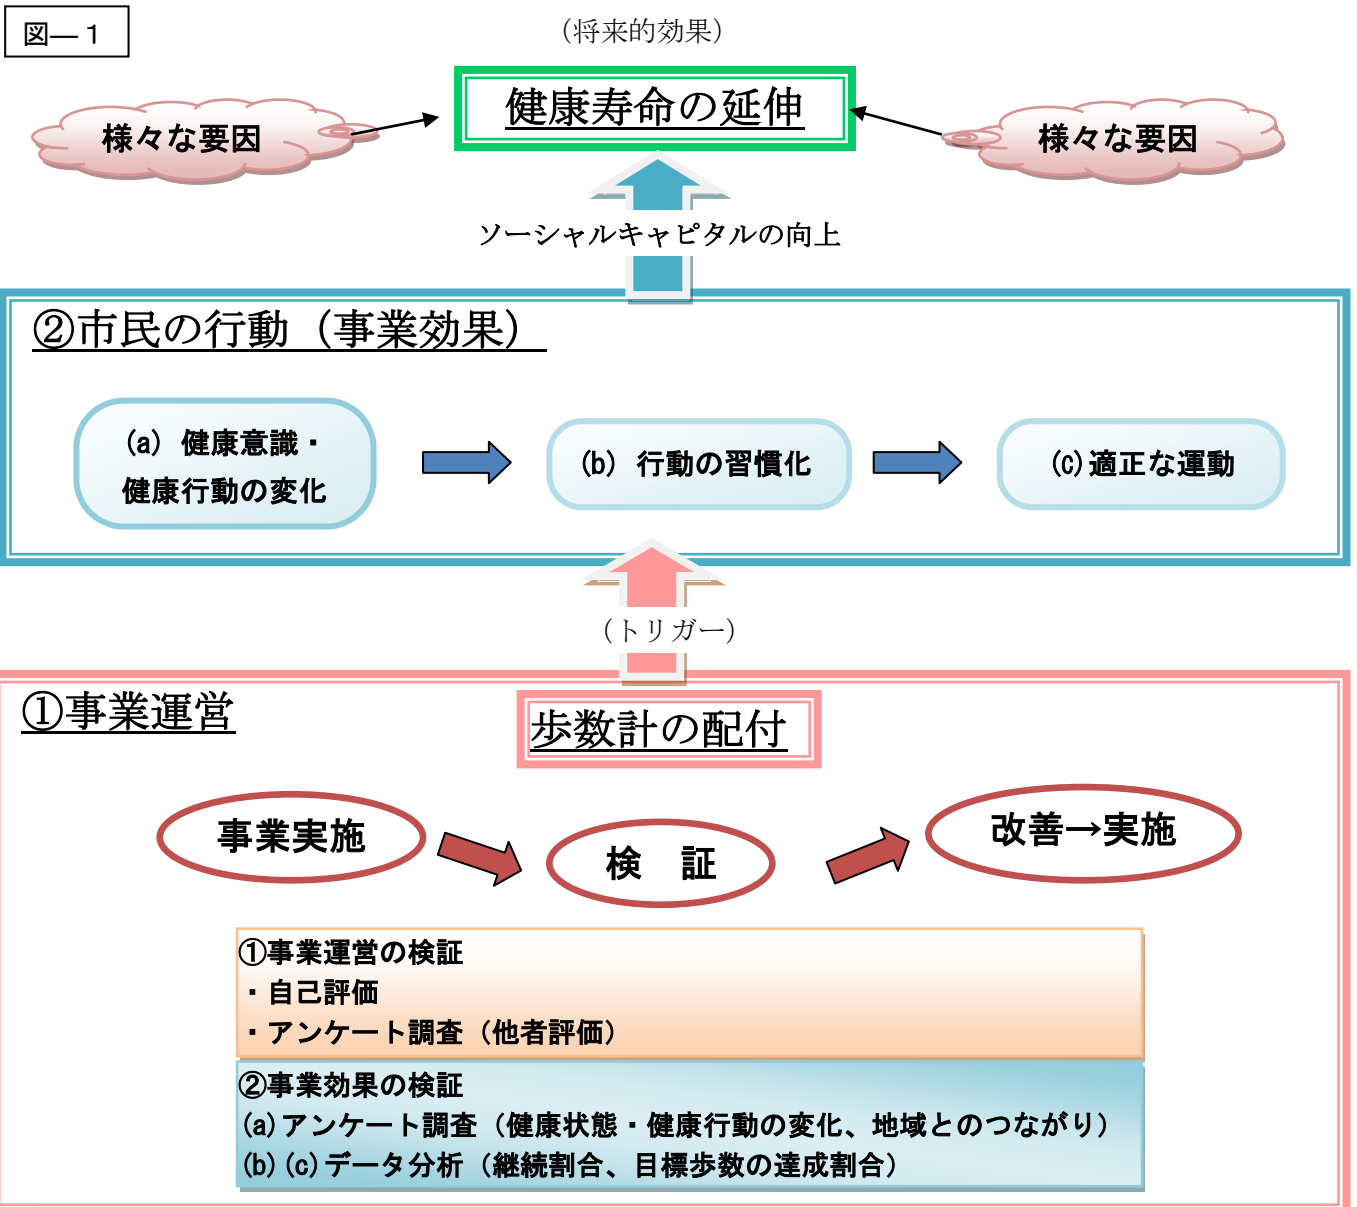 図―1
（将来的効果）
健康寿命の延伸
様々な要因
様々な要因
ソーシャルキャピタルの向上
②市民の行動（事業効果）
(a) 健康意識・
健康行動の変化
(b) 行動の習慣化
(c)適正な運動
（トリガー）
①事業運営
歩数計の配付
事業実施
検　証
改善→実施
①事業運営の検証
・自己評価
・アンケート調査（他者評価）
②事業効果の検証
(a)アンケート調査（健康状態・健康行動の変化、地域とのつながり）
(b)(c)データ分析（継続割合、目標歩数の達成割合）